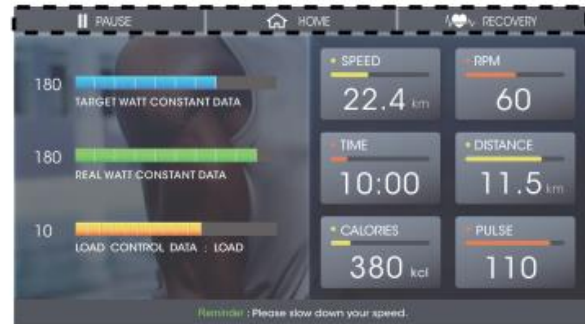 PAUSE HOME RECOVERY
180
TARGET WATT CONSTANT DATA
180
REAL WATT CONSTANT DATA
10
LOAD CONTROL DATA : LOAD
SPEED
22.4 km
RPM
60
TIME
10:00
DISTANCE
11.5 km
CALORIES
380 kcl
PULSE
110
Reminder : Please slow down your speed.